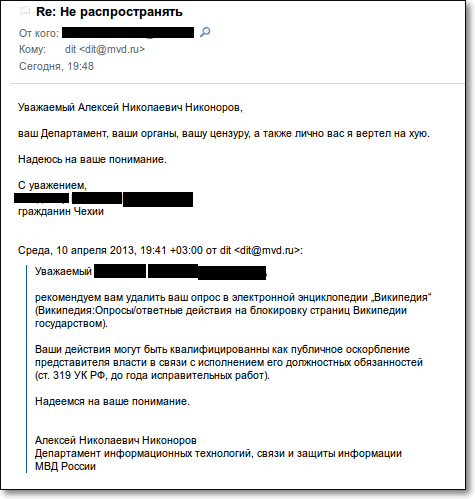 Re: Не распространять
От кого:
Кому: dit <dit@mvd.ru>
Сегодня, 19:48
Уважаемый Алексей Николаевич Никоноров,
ваш Департамент, ваши органы, вашу цензуру, а также лично вас я вертел на хую.
Надеюсь на ваше понимание.
С уважением,
гражданин Чехии
Среда, 10 апреля 2013, 19:41 +03:00 от dit <dit@mvd.ru>:
Уважаемый ,
рекомендуем вам удалить ваш опрос в электронной энциклопедии „Википедия“
(Википедия:Опросы/ответные действия на блокировку страниц Википедии
государством).
Ваши действия могут быть квалифицированны как публичное оскорбление
представителя власти в связи с исполнением его должностных обязанностей
(ст. 319 УК РФ, до года исправительных работ).
Надеемся на ваше понимание.
Алексей Николаевич Никоноров
Департамент информационных технологий, связи и защиты информации
МВД России